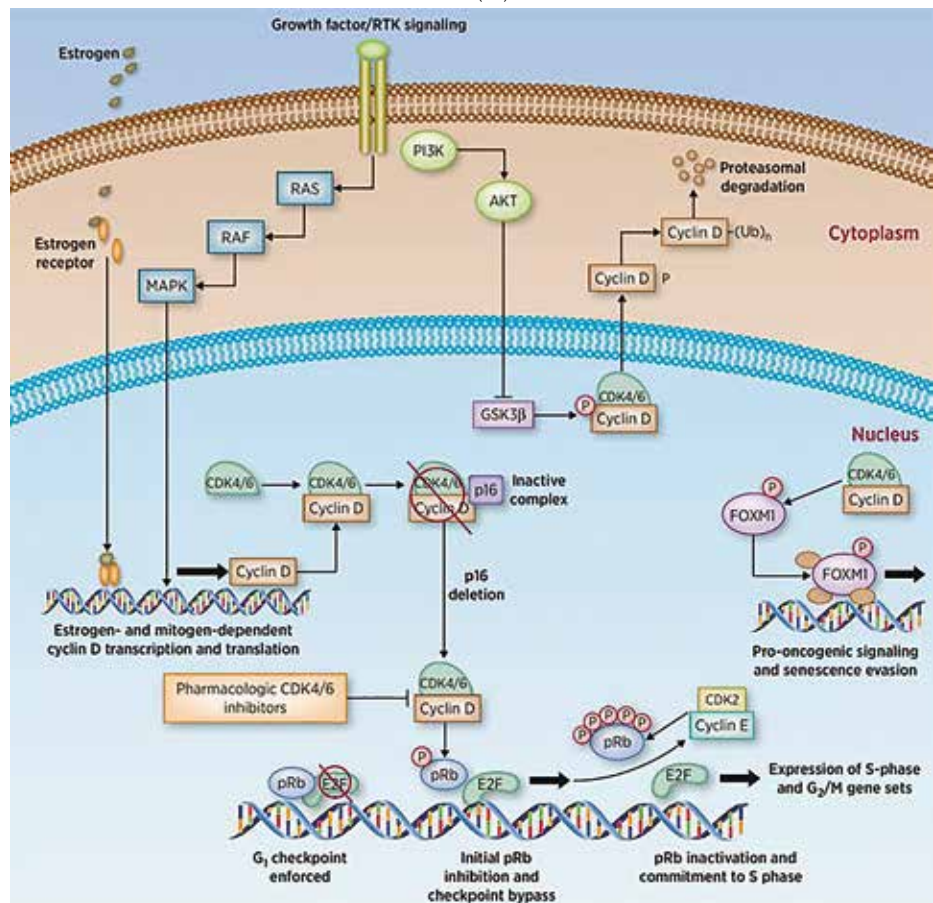 Growth factor/RTK signaling
Estrogen
PI3K
Proteasomal
degradation
RAS
AKT
Estrogen
receptor
RAF
Cyclin D
(Ub)n
Cytoplasm
MAPK
Cyclin D
P
CDK4/6
GSK3β
P
Cyclin D
Nucleus
CDK4/6
CDK4/6
CDK4/6
p16
Inactive
complex
Cyclin D
Cyclin D
P
CDK4/6
FOXM1
Cyclin D
Cyclin D
p16
deletion
P
FOXM1
Estrogen- and mitogen-dependent
cyclin D transcription and translation
Pro-oncogenic signaling
and senescence evasion
Pharmacologic CDK4/6
inhibitors
CDK4/6
Cyclin D
CDK2
Cyclin E
P P P P P
pRb
pRb
E2F
P
pRb
E2F
E2F
Expression of S-phase
and G2/M gene sets
G1 checkpoint
enforced
Initial pRb
inhibition and
checkpoint bypass
pRb inactivation and
commitment to S phase